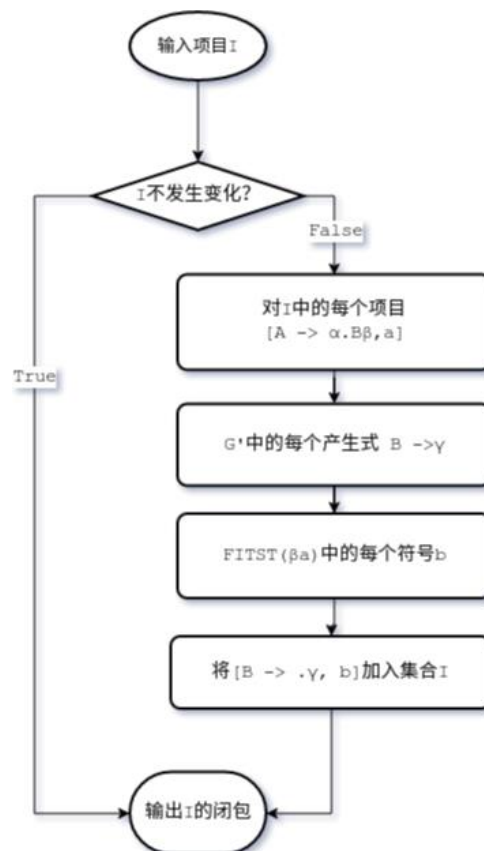 输入项目I
I不发生变化?
False
对I中的每个项目
[A -> α.Bβ,a]
True
G'中的每个产生式 B ->γ
FITST(βa)中的每个符号b
将[B -> .γ, b]加入集合I
输出I的闭包